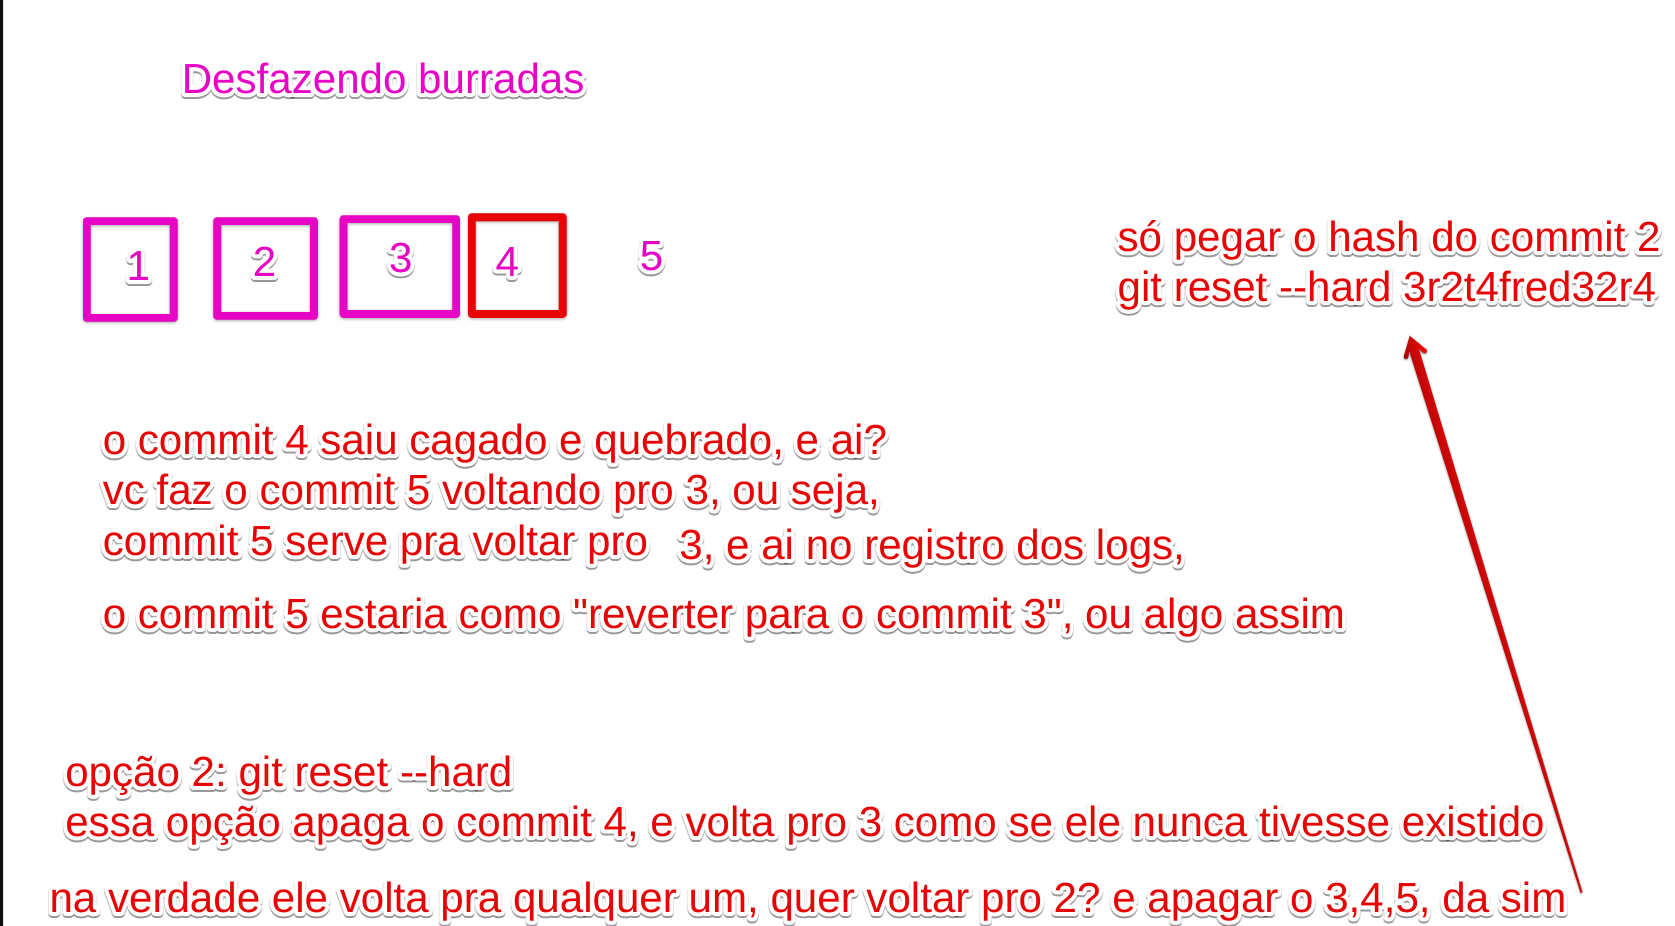 Desfazendo burradas
1 2 3 4 5
só pegar o hash do commit 2
git reset --hard 3r2t4fred32r4
o commit 4 saiu cagado e quebrado, e ai?
vc faz o commit 5 voltando pro 3, ou seja,
commit 5 serve pra voltar pro 3, e ai no registro dos logs,
o commit 5 estaria como "reverter para o commit 3", ou algo assim
opção 2: git reset --hard
essa opção apaga o commit 4, e volta pro 3 como se ele nunca tivesse existido
na verdade ele volta pra qualquer um, quer voltar pro 2? e apagar o 3,4,5, da sim